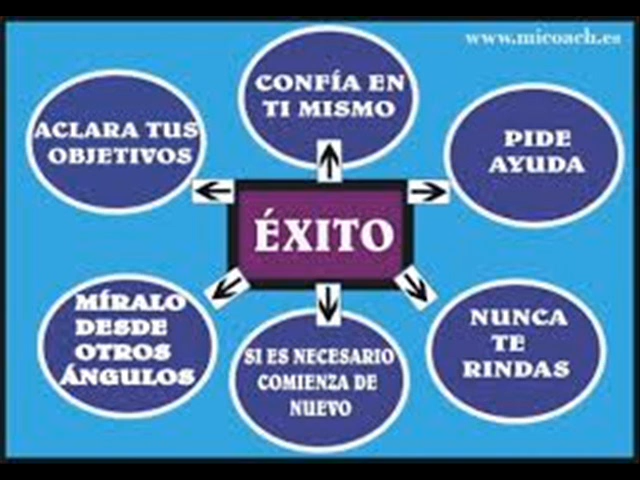 www.micoach.es
CONFÍA EN
TI MISMO
ACLARA TUS
OBJETIVOS
PIDE
AYUDA
ÉXITO
MÍRALO
DESDE
OTROS
ÁNGULOS
SI ES NECESARIO
COMIENZA DE
NUEVO
NUNCA
TE
RINDAS